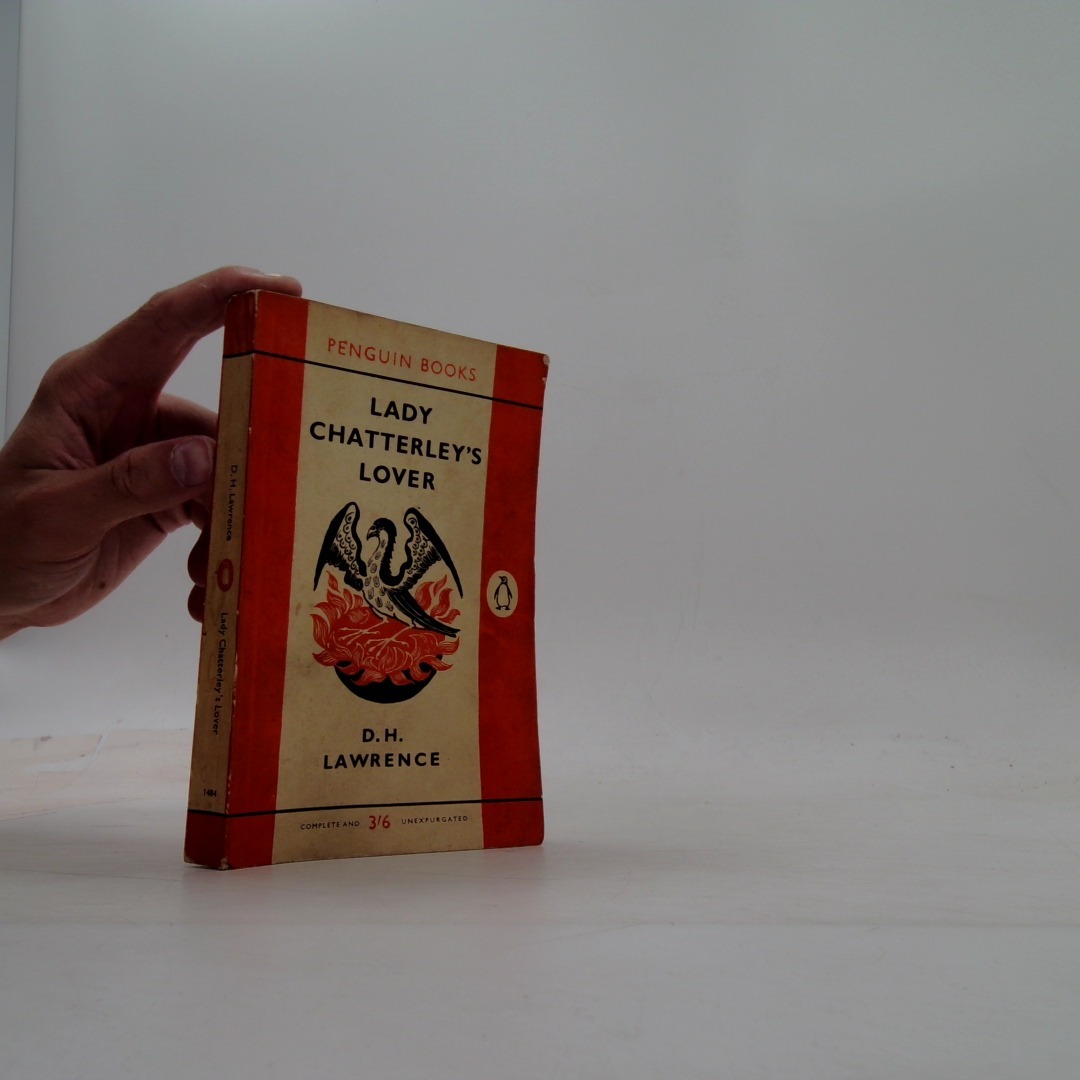 PENGUIN BOOKS
LADY
CHATTERLEY'S
LOVER
D.H.
LAWRENCE
COMPLETE AND 3/6 UNEXPURGATED
D. H. Lawrence
Lady Chatterley's Lover
1484